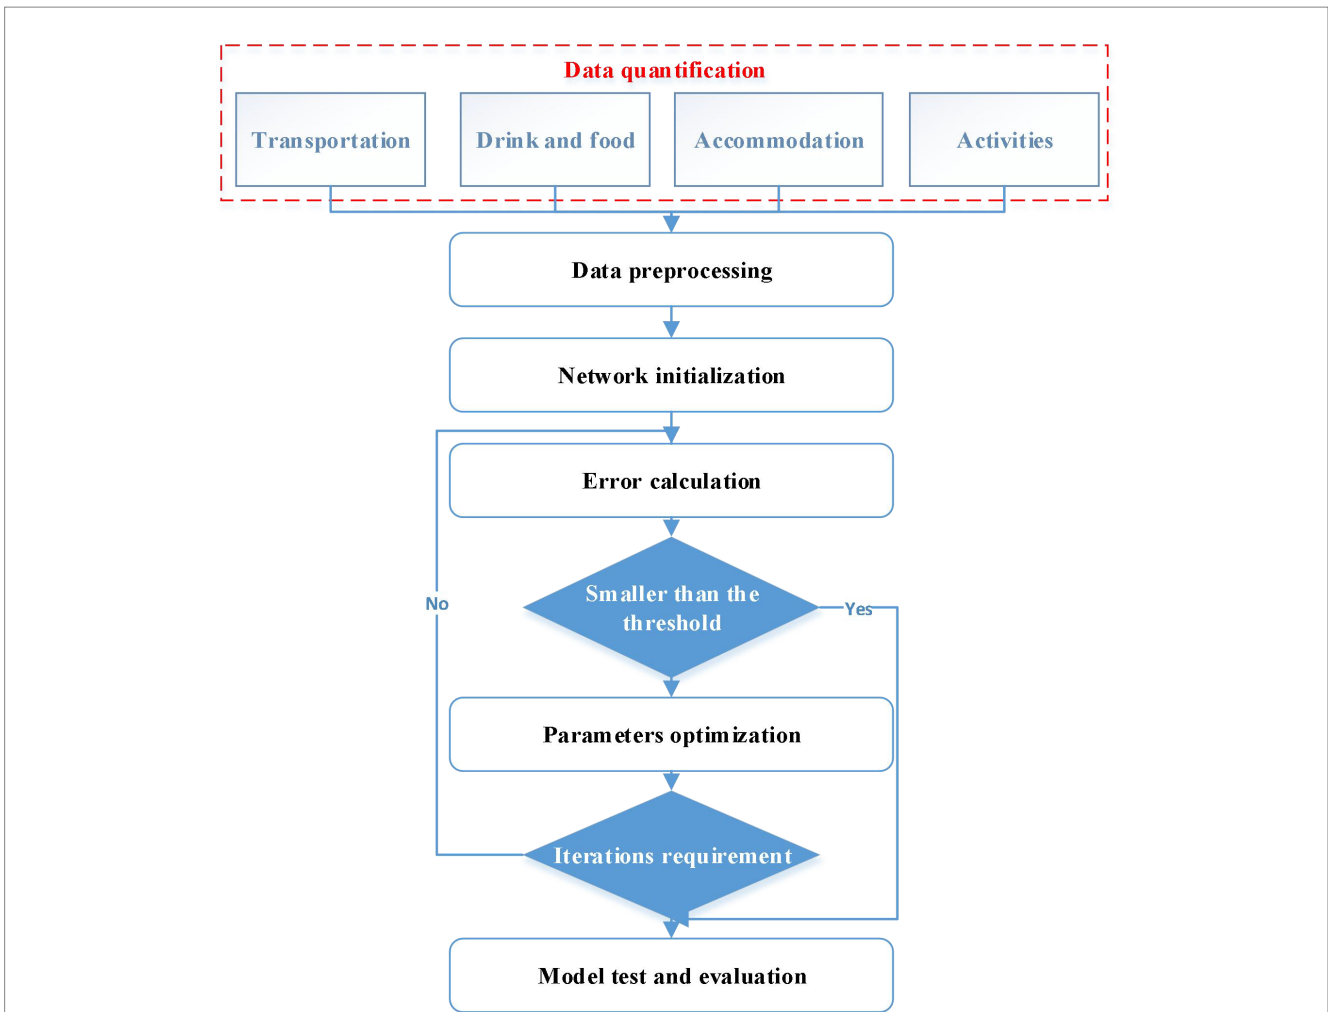 Data quantification
Transportation
Drink and food
Accommodation
Activities
Data preprocessing
Network initialization
Error calculation
Smaller than the
threshold
No
Yes
Parameters optimization
Iterations requirement
Model test and evaluation